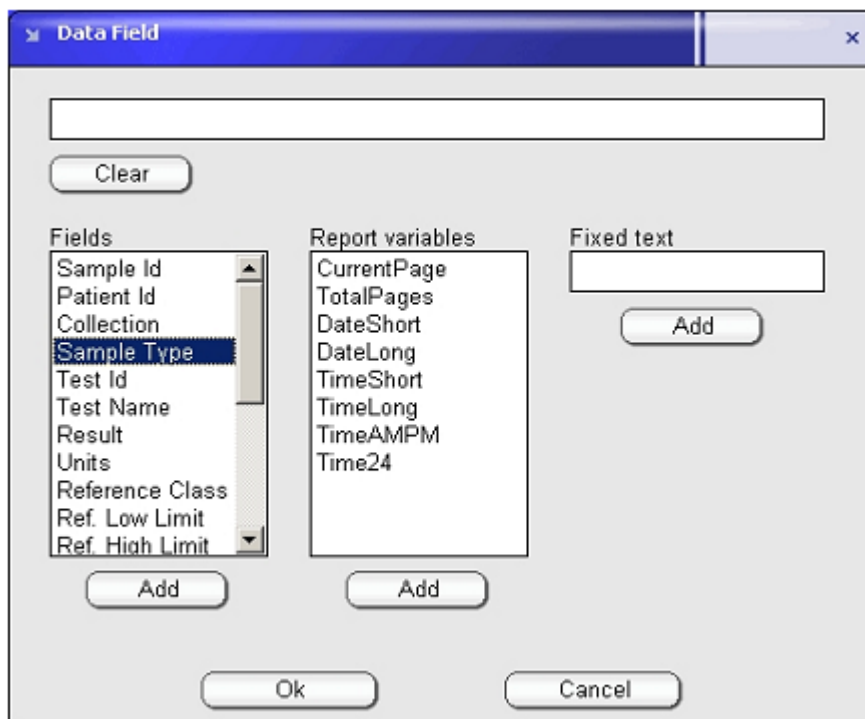 Data Field
Clear
Fields
Sample Id
Patient Id
Collection
Sample Type
Test Id
Test Name
Result
Units
Reference Class
Ref. Low Limit
Ref. High Limit
Add
Report variables
CurrentPage
TotalPages
DateShort
DateLong
TimeShort
TimeLong
TimeAMPM
Time24
Add
Fixed text
Add
Ok
Cancel